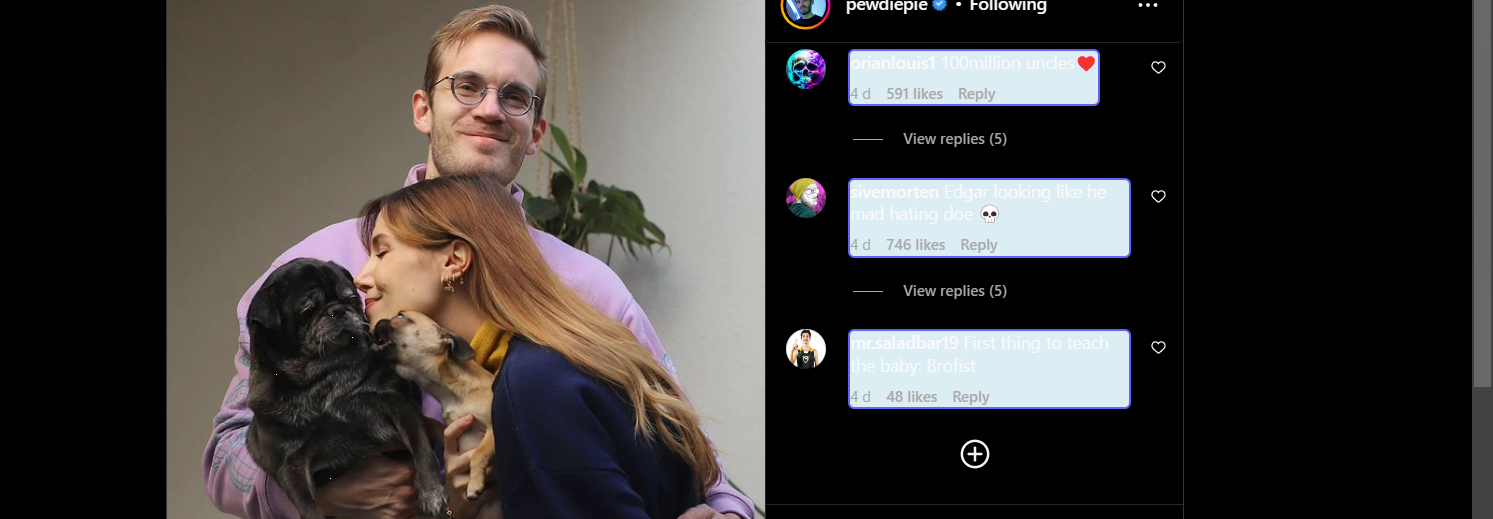 pewdiepie • Following
orianlouis1 100million uncles❤️
4 d 591 likes Reply
View replies (5)
sivemorten Edgar looking like he
mad hating doe 💀
4 d 746 likes Reply
View replies (5)
mr.saladbar19 First thing to teach
the baby: Brofist
4 d 48 likes Reply